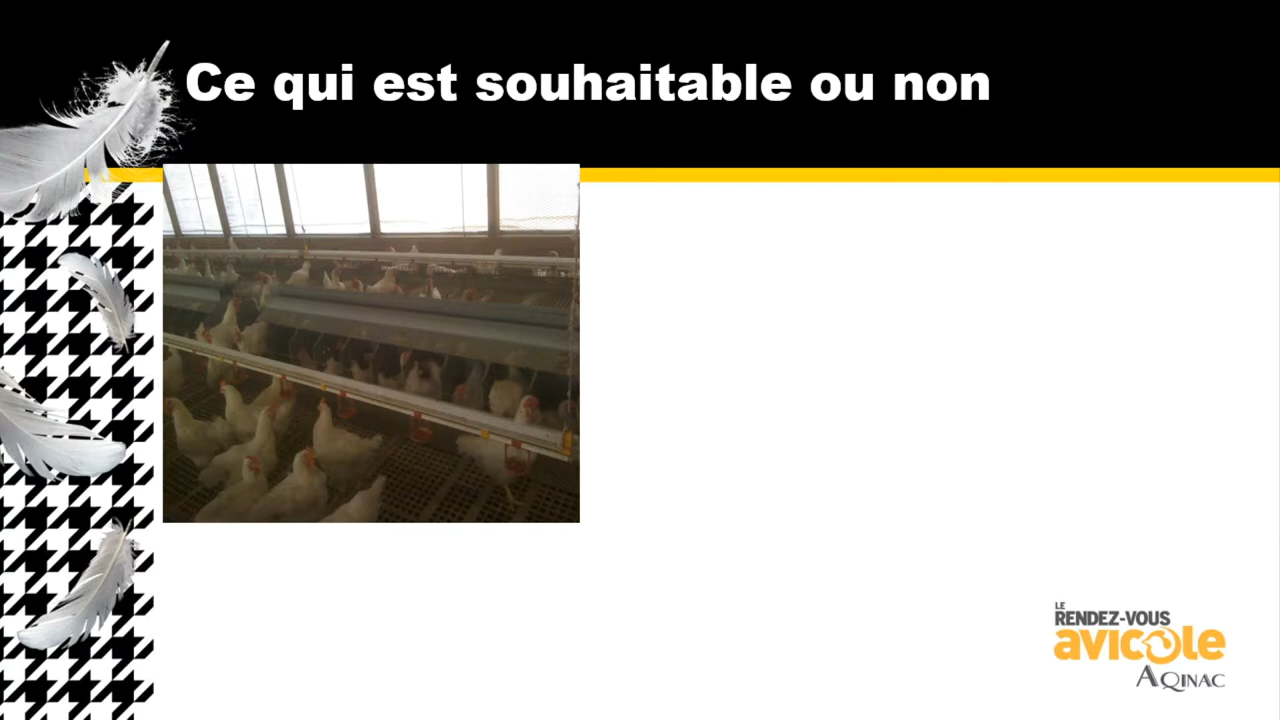 Ce qui est souhaitable ou non
LE
RENDEZ-VOUS
avicole
AQINAC